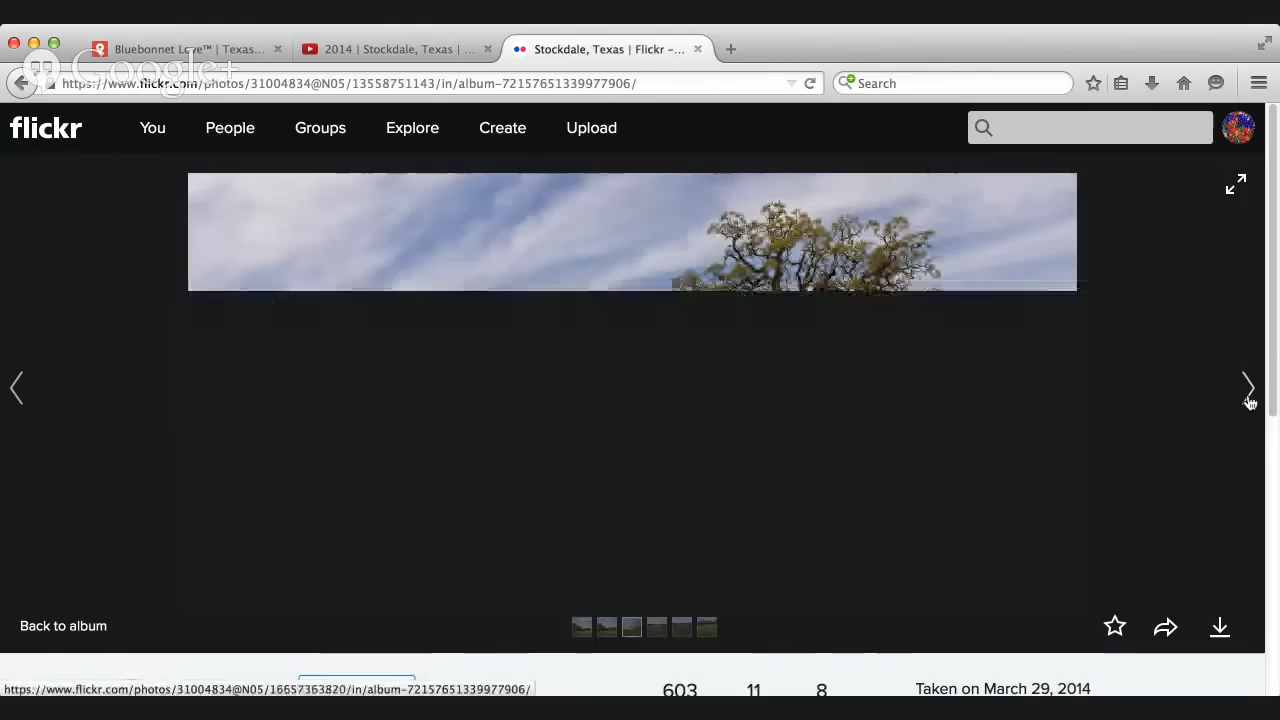 Bluebonnet Love™ | Texas...
2014 | Stockdale, Texas | ...
Stockdale, Texas | Flickr -...
Google+
https://www.flickr.com/photos/31004834@N05/13558751143/in/album-72157651339977906/
Search
flickr
You
People
Groups
Explore
Create
Upload
Back to album
https://www.flickr.com/photos/31004834@N05/16657363820/in/album-72157651339977906/
603
11
8
Taken on March 29, 2014